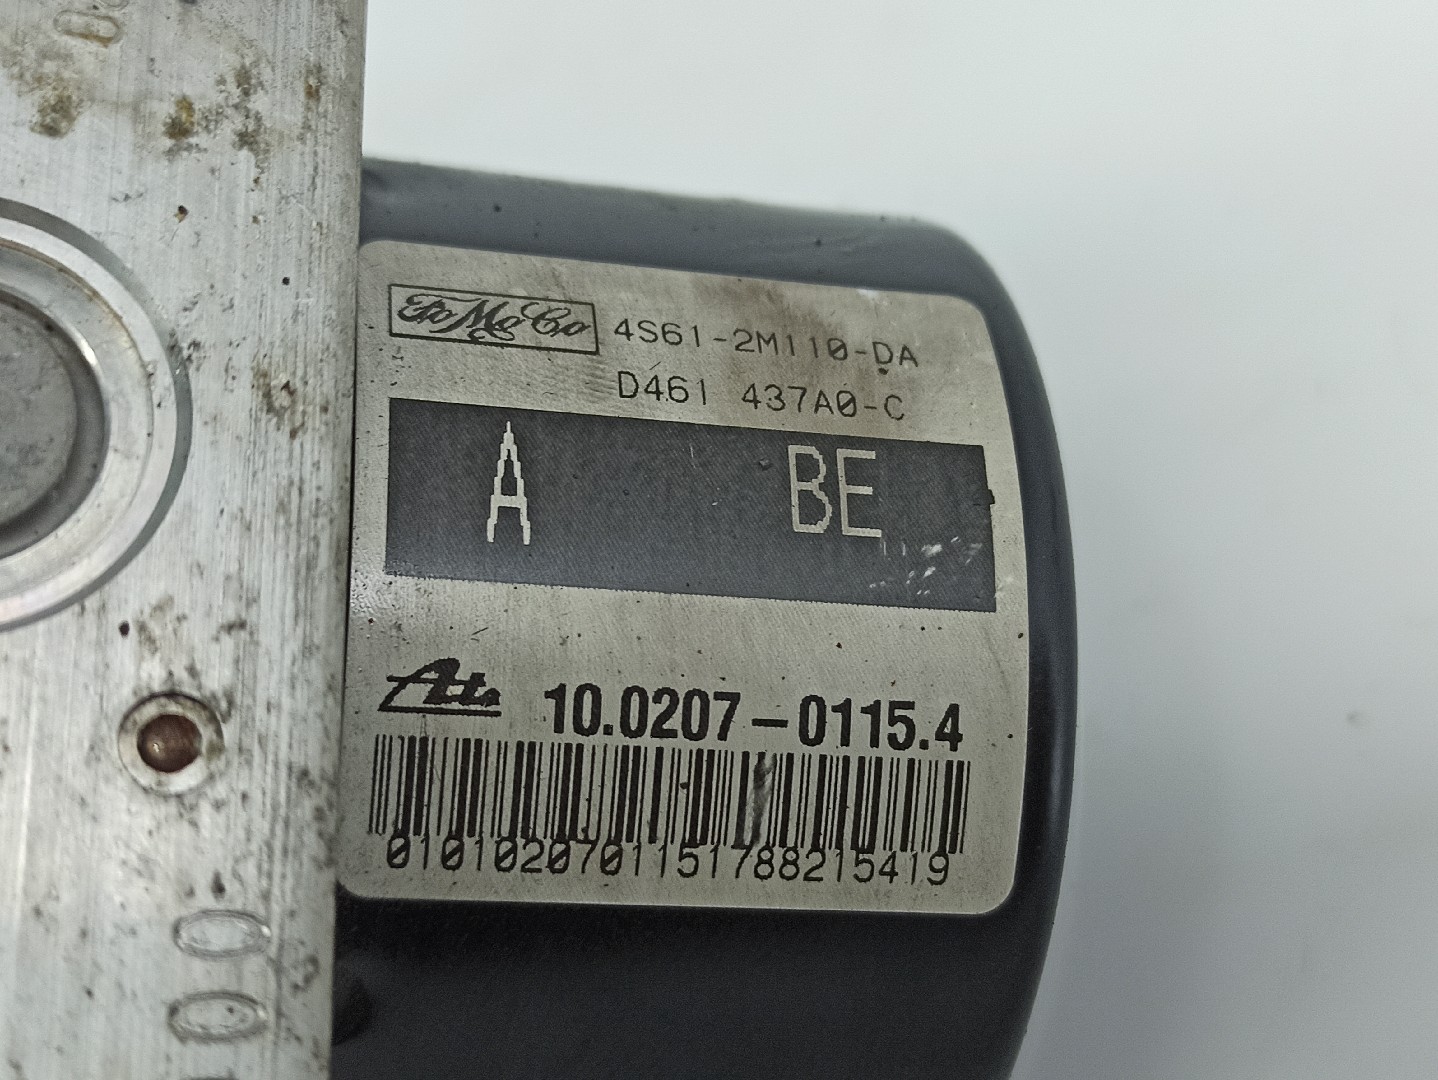 FoMoCo 4S61-2M110-DA
D461 437A0-C
A BE
Ate 10.0207-0115.4
0101020701151788215419